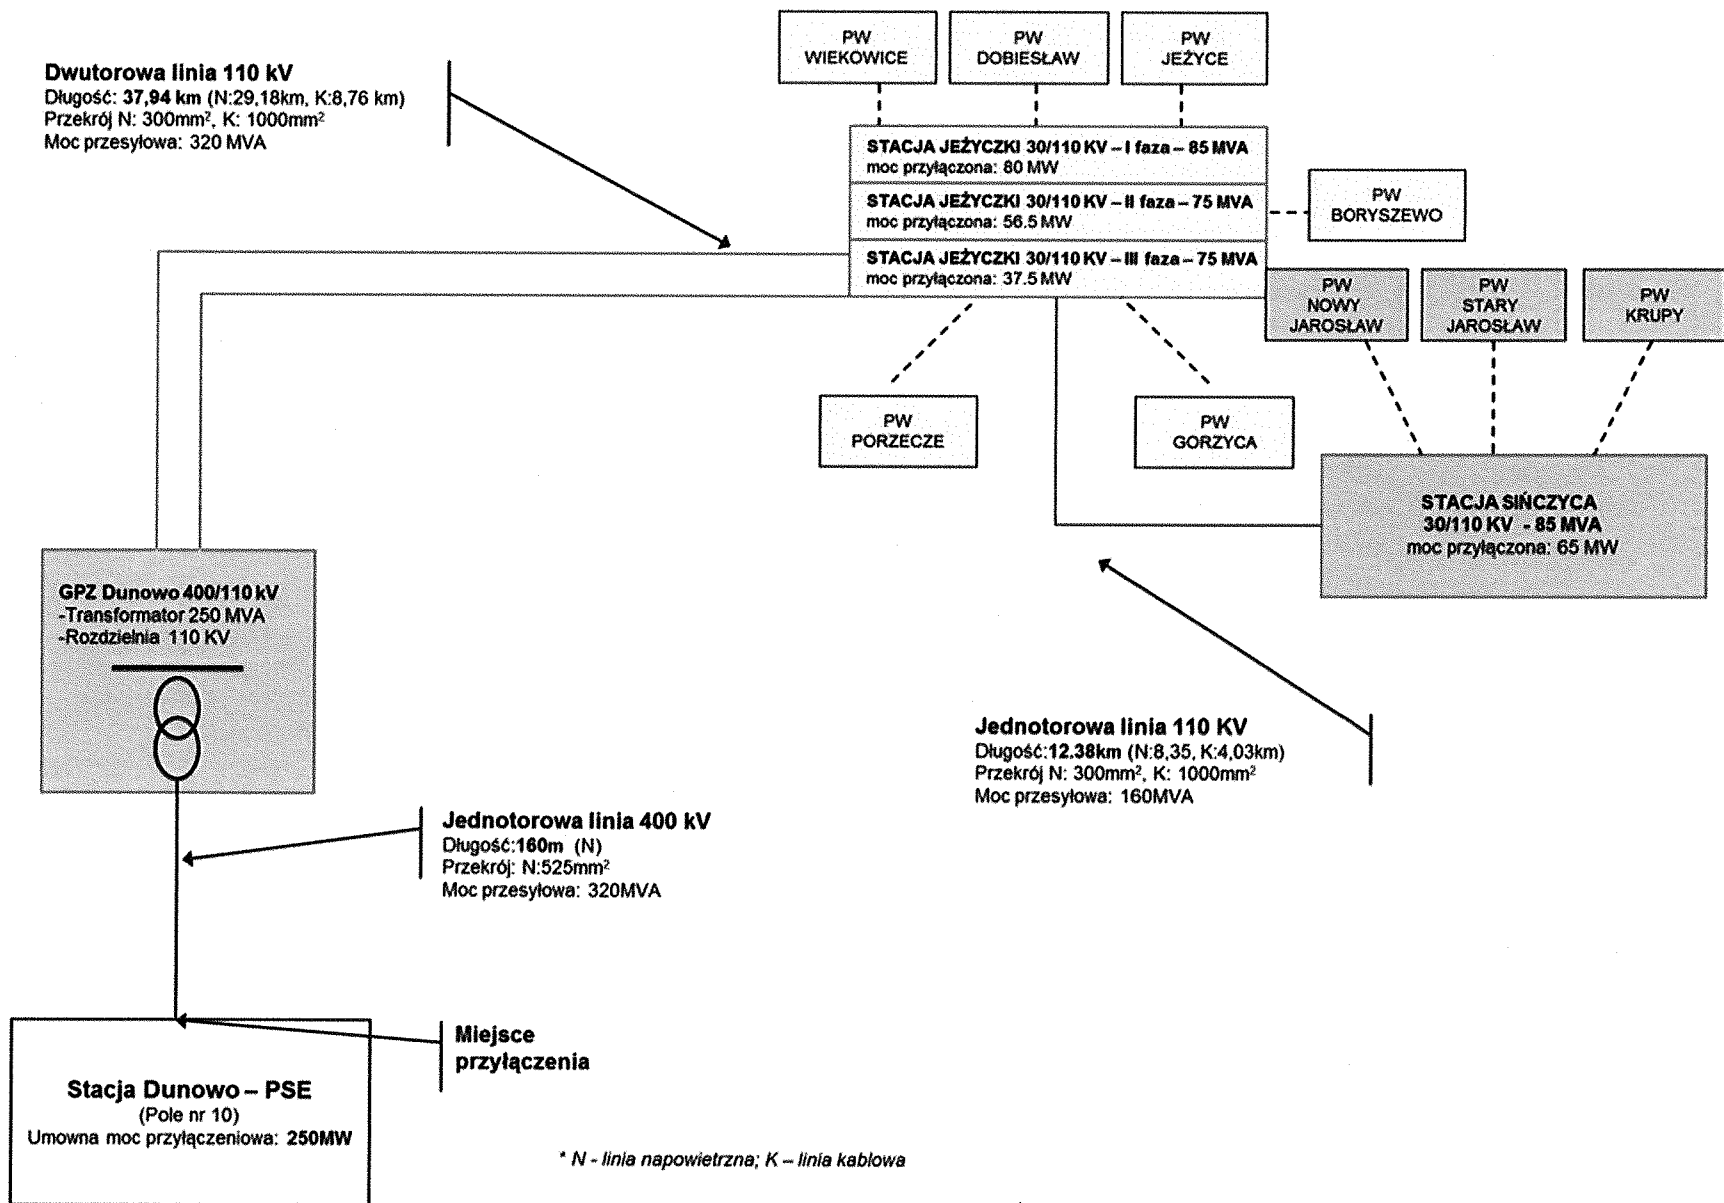 Dwutorowa linia 110 kV
Długość: 37,94 km (N:29,18km, K:8,76 km)
Przekrój N: 300mm², K: 1000mm²
Moc przesyłowa: 320 MVA
PW
WIEKOWICE
PW
DOBIESŁAW
PW
JEŻYCE
STACJA JEŻYCZKI 30/110 KV – I faza – 85 MVA
moc przyłączona: 80 MW
STACJA JEŻYCZKI 30/110 KV – II faza – 75 MVA
moc przyłączona: 56.5 MW
STACJA JEŻYCZKI 30/110 KV – III faza – 75 MVA
moc przyłączona: 37.5 MW
PW
BORYSZEWO
PW
NOWY
JAROSŁAW
PW
STARY
JAROSŁAW
PW
KRUPY
PW
PORZECZE
PW
GORZYCA
STACJA SIŃCZYCA
30/110 KV - 85 MVA
moc przyłączona: 65 MW
GPZ Dunowo 400/110 kV
-Transformator 250 MVA
-Rozdzielnia 110 KV
Jednotorowa linia 110 KV
Długość:12.38km (N:8,35, K:4,03km)
Przekrój N: 300mm², K: 1000mm²
Moc przesyłowa: 160MVA
Jednotorowa linia 400 kV
Długość:160m (N)
Przekrój: N:525mm²
Moc przesyłowa: 320MVA
Miejsce
przyłączenia
Stacja Dunowo – PSE
(Pole nr 10)
Umowna moc przyłączeniowa: 250MW
* N - linia napowietrzna; K – linia kablowa